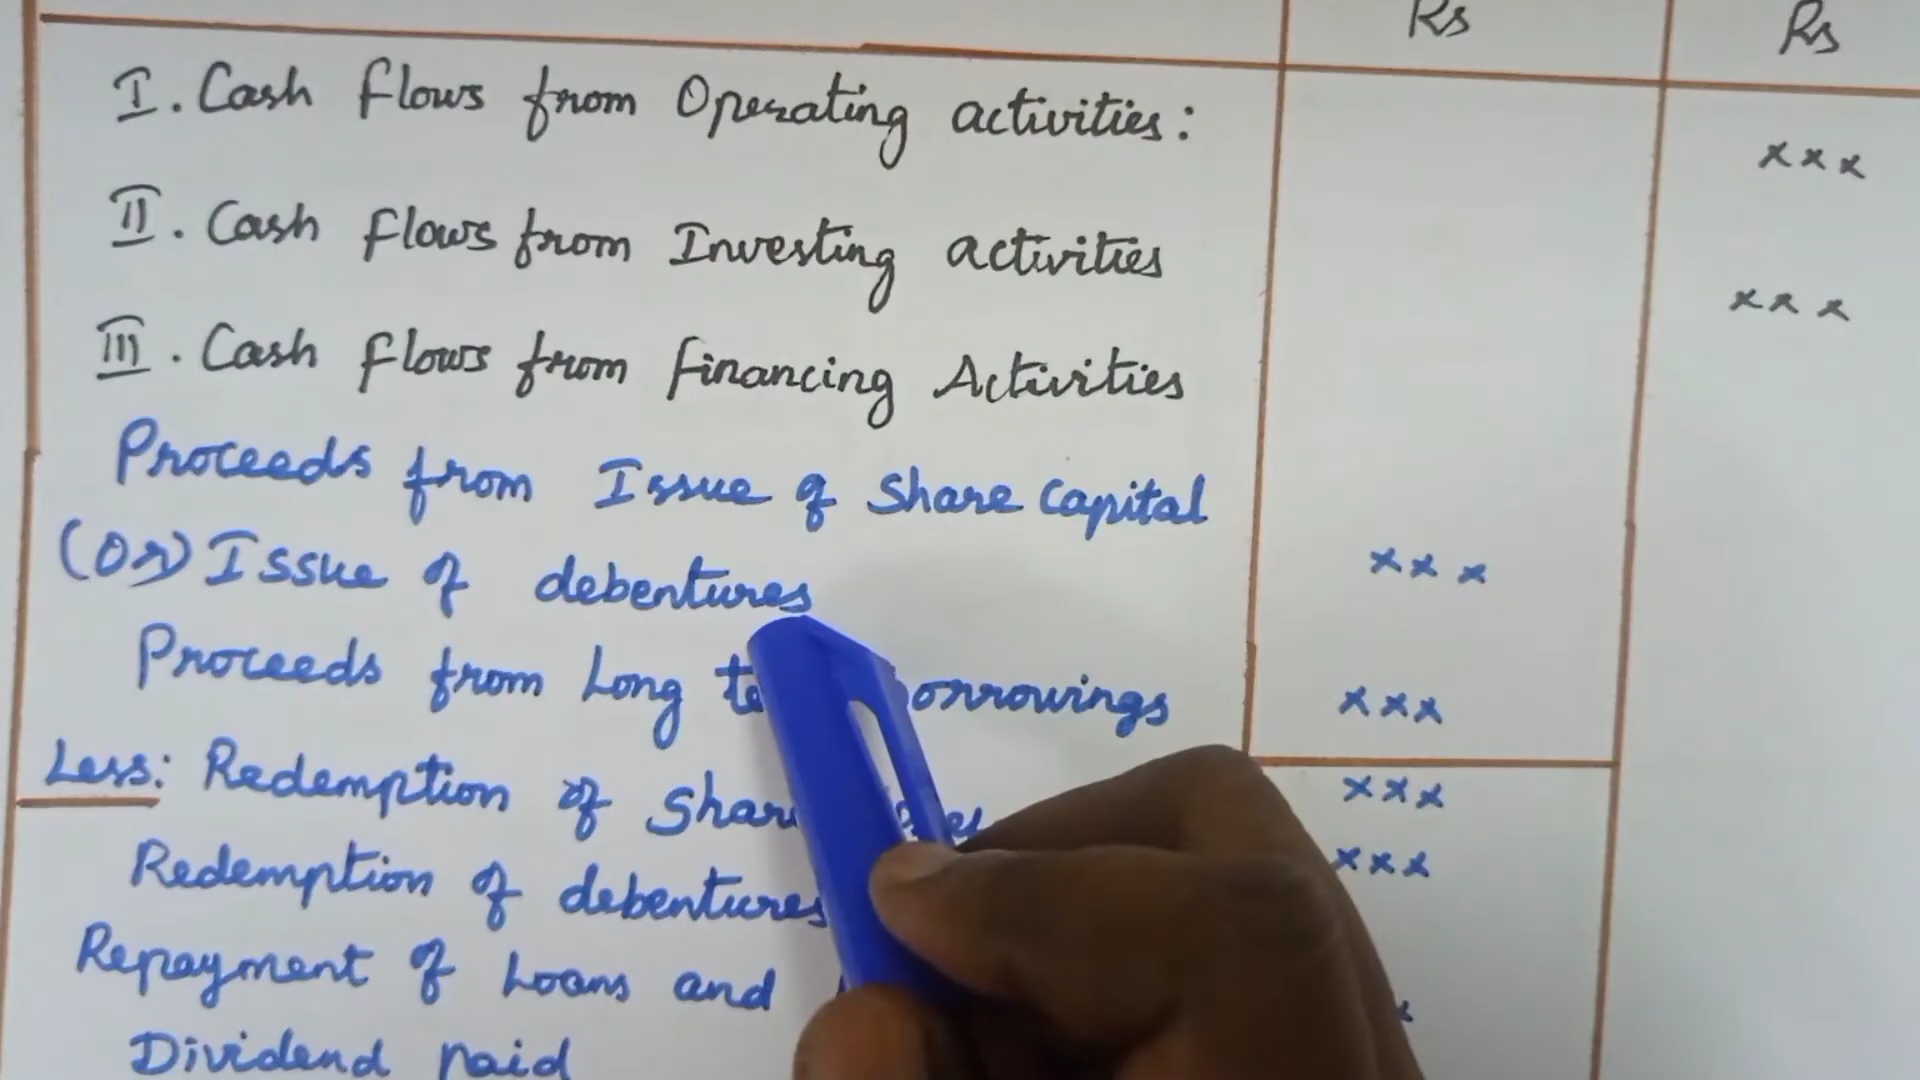 Rs Rs
I. Cash flows from Operating activities:
xxx
II. Cash flows from Investing activities
xxx
III. Cash flows from financing Activities
Proceeds from Issue of Share Capital
(Or) Issue of debentures xxx
Proceeds from Long xxx
Less: Redemption of xxx
Redemption of debentures xxx
Repayment of Loans and
Dividend paid